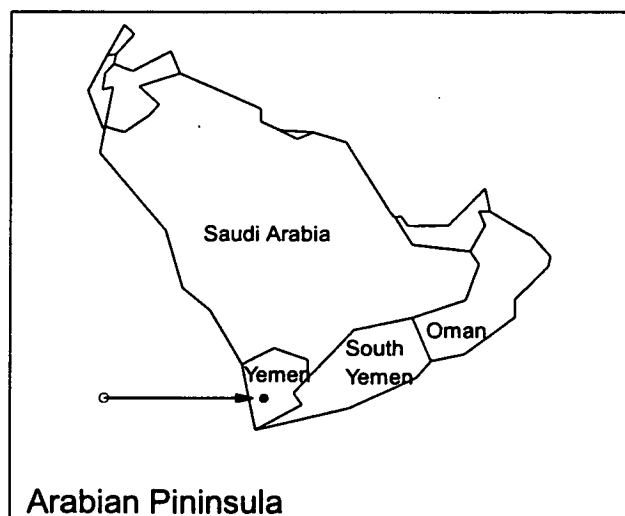 Saudi Arabia
Yemen
South
Yemen
Oman
Arabian Pininsula